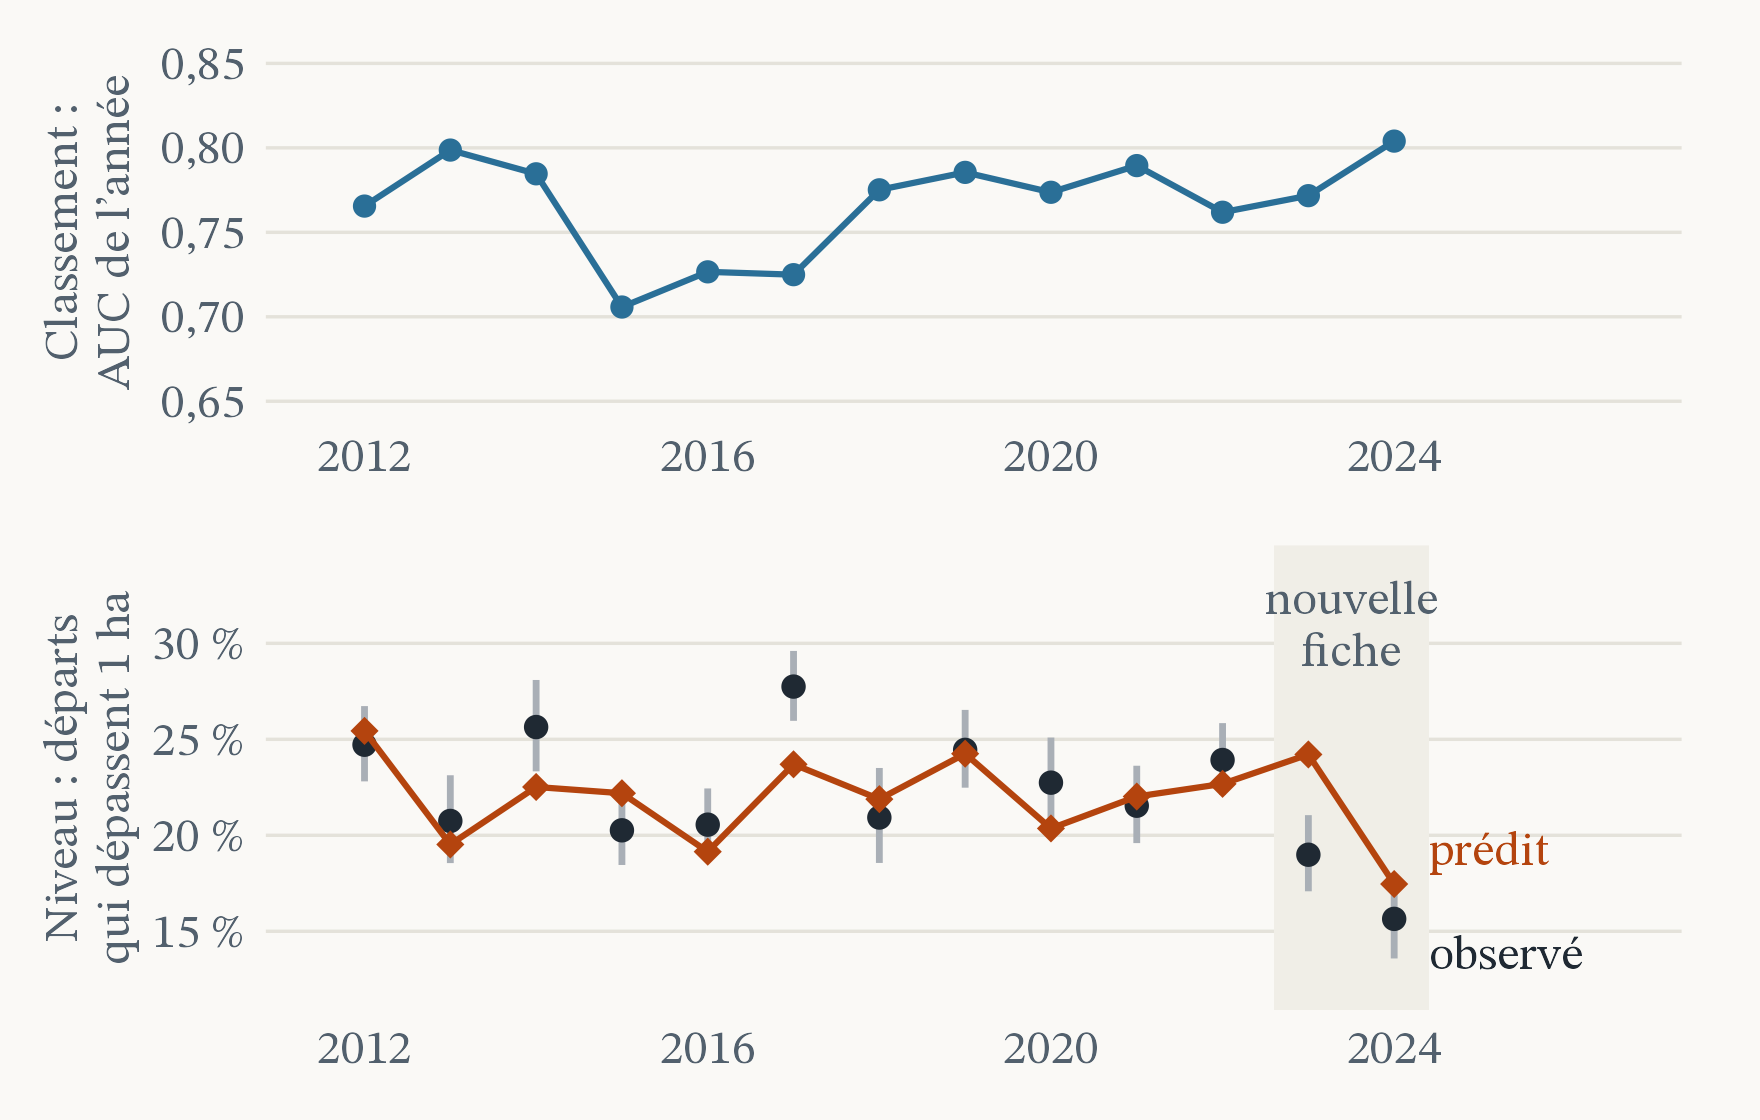 Classement :
AUC de l’année
0,85
0,80
0,75
0,70
0,65
2012 2016 2020 2024
Niveau : départs
qui dépassent 1 ha
30 %
25 %
20 %
15 %
nouvelle
fiche
prédit
observé
2012 2016 2020 2024